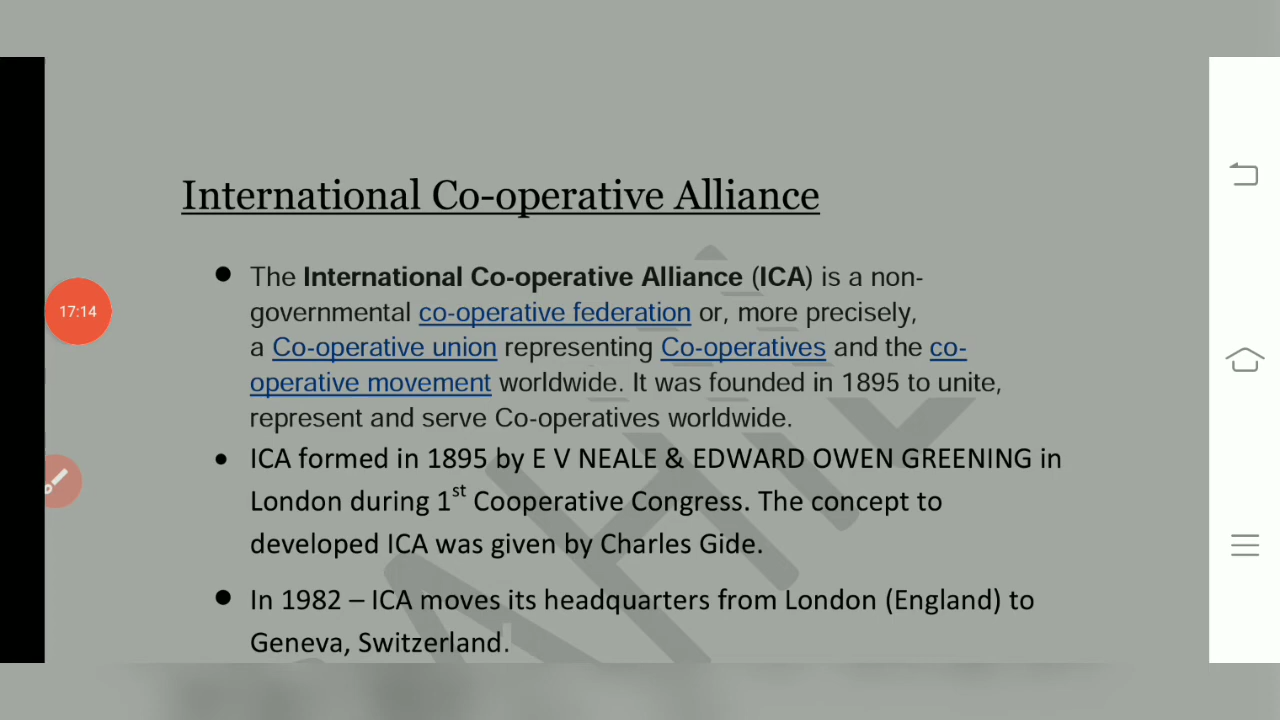 International Co-operative Alliance
The International Co-operative Alliance (ICA) is a non-
governmental co-operative federation or, more precisely,
a Co-operative union representing Co-operatives and the co-
operative movement worldwide. It was founded in 1895 to unite,
represent and serve Co-operatives worldwide.
ICA formed in 1895 by E V NEALE & EDWARD OWEN GREENING in
London during 1st Cooperative Congress. The concept to
developed ICA was given by Charles Gide.
In 1982 – ICA moves its headquarters from London (England) to
Geneva, Switzerland.
17:14